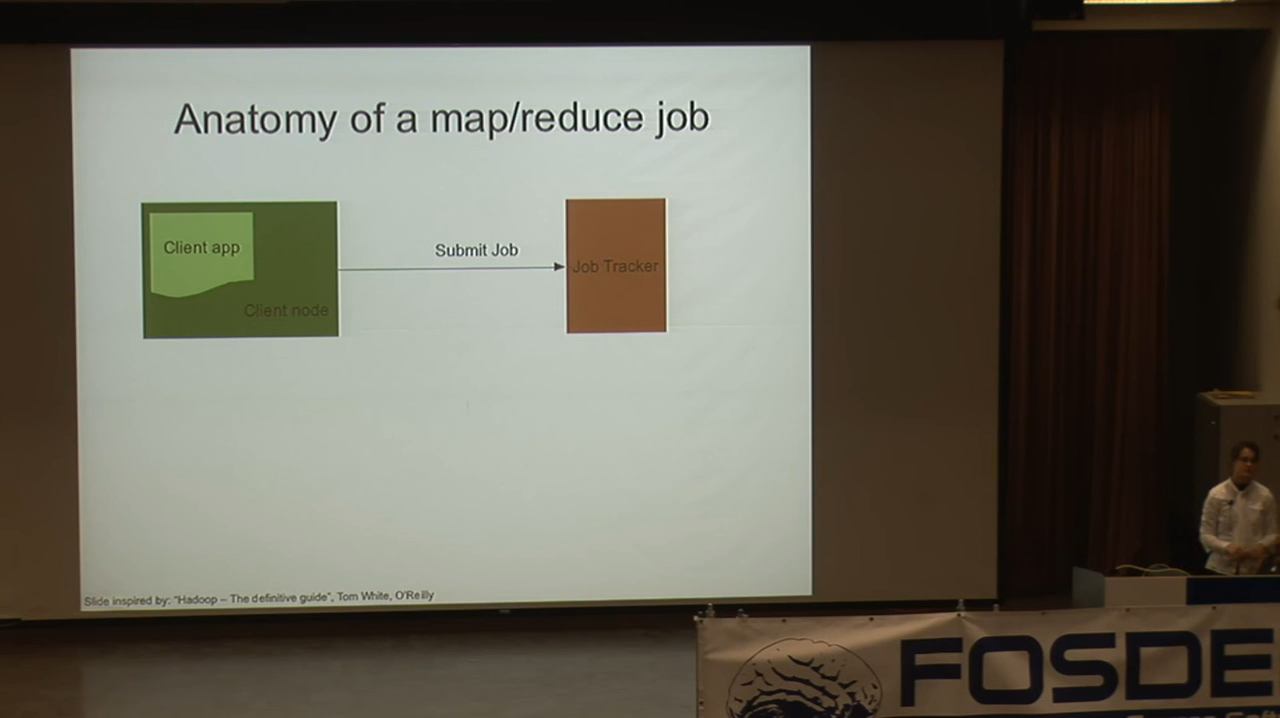 Anatomy of a map/reduce job
Client app
Submit Job
Job Tracker
Client node
Slide inspired by: "Hadoop – The definitive guide", Tom White, O'Reilly
FOSDE